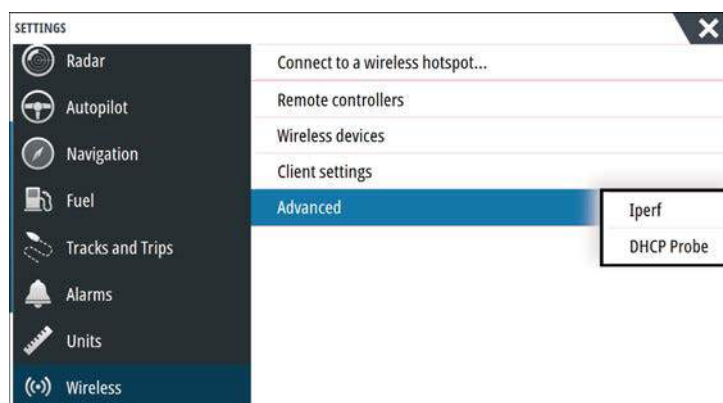 SETTINGS
Radar
Autopilot
Navigation
Fuel
Tracks and Trips
Alarms
Units
Wireless
Connect to a wireless hotspot...
Remote controllers
Wireless devices
Client settings
Advanced
Iperf
DHCP Probe